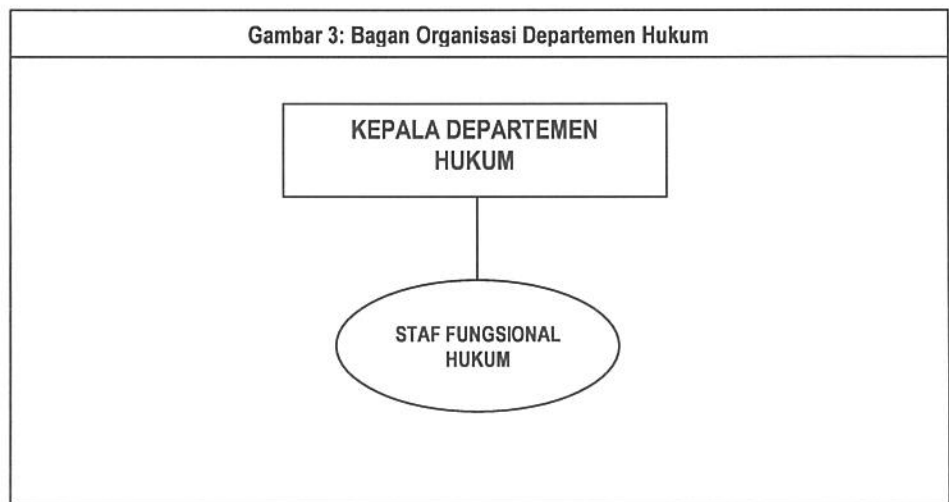 Gambar 3: Bagan Organisasi Departemen Hukum
KEPALA DEPARTEMEN
HUKUM
STAF FUNGSIONAL
HUKUM